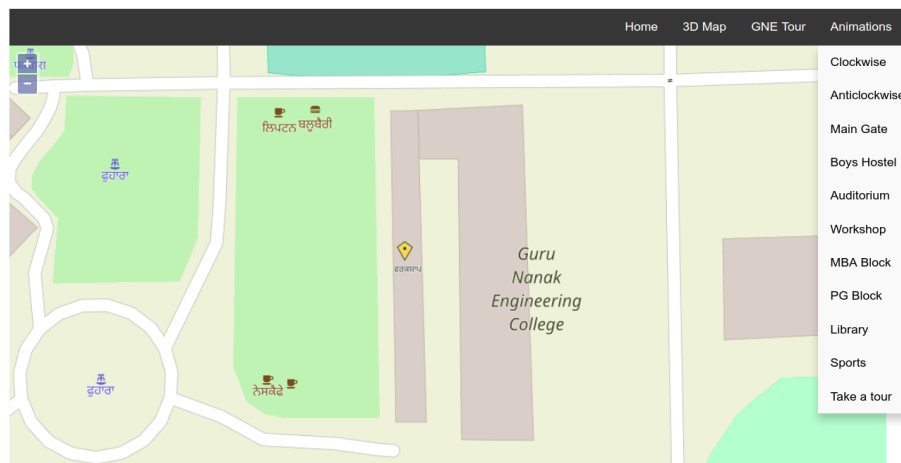 Home 3D Map GNE Tour Animations
Clockwise
Anticlockwise
Main Gate
Boys Hostel
Auditorium
Workshop
MBA Block
PG Block
Library
Sports
Take a tour
+
−
ਲਿਪਟਨ ਬਲੂਬੈਰੀ
ਫੁਹਾਰਾ
ਵਰਕਸ਼ਾਪ
Guru
Nanak
Engineering
College
ਨੇਸਕੈਫੇ
ਫੁਹਾਰਾ